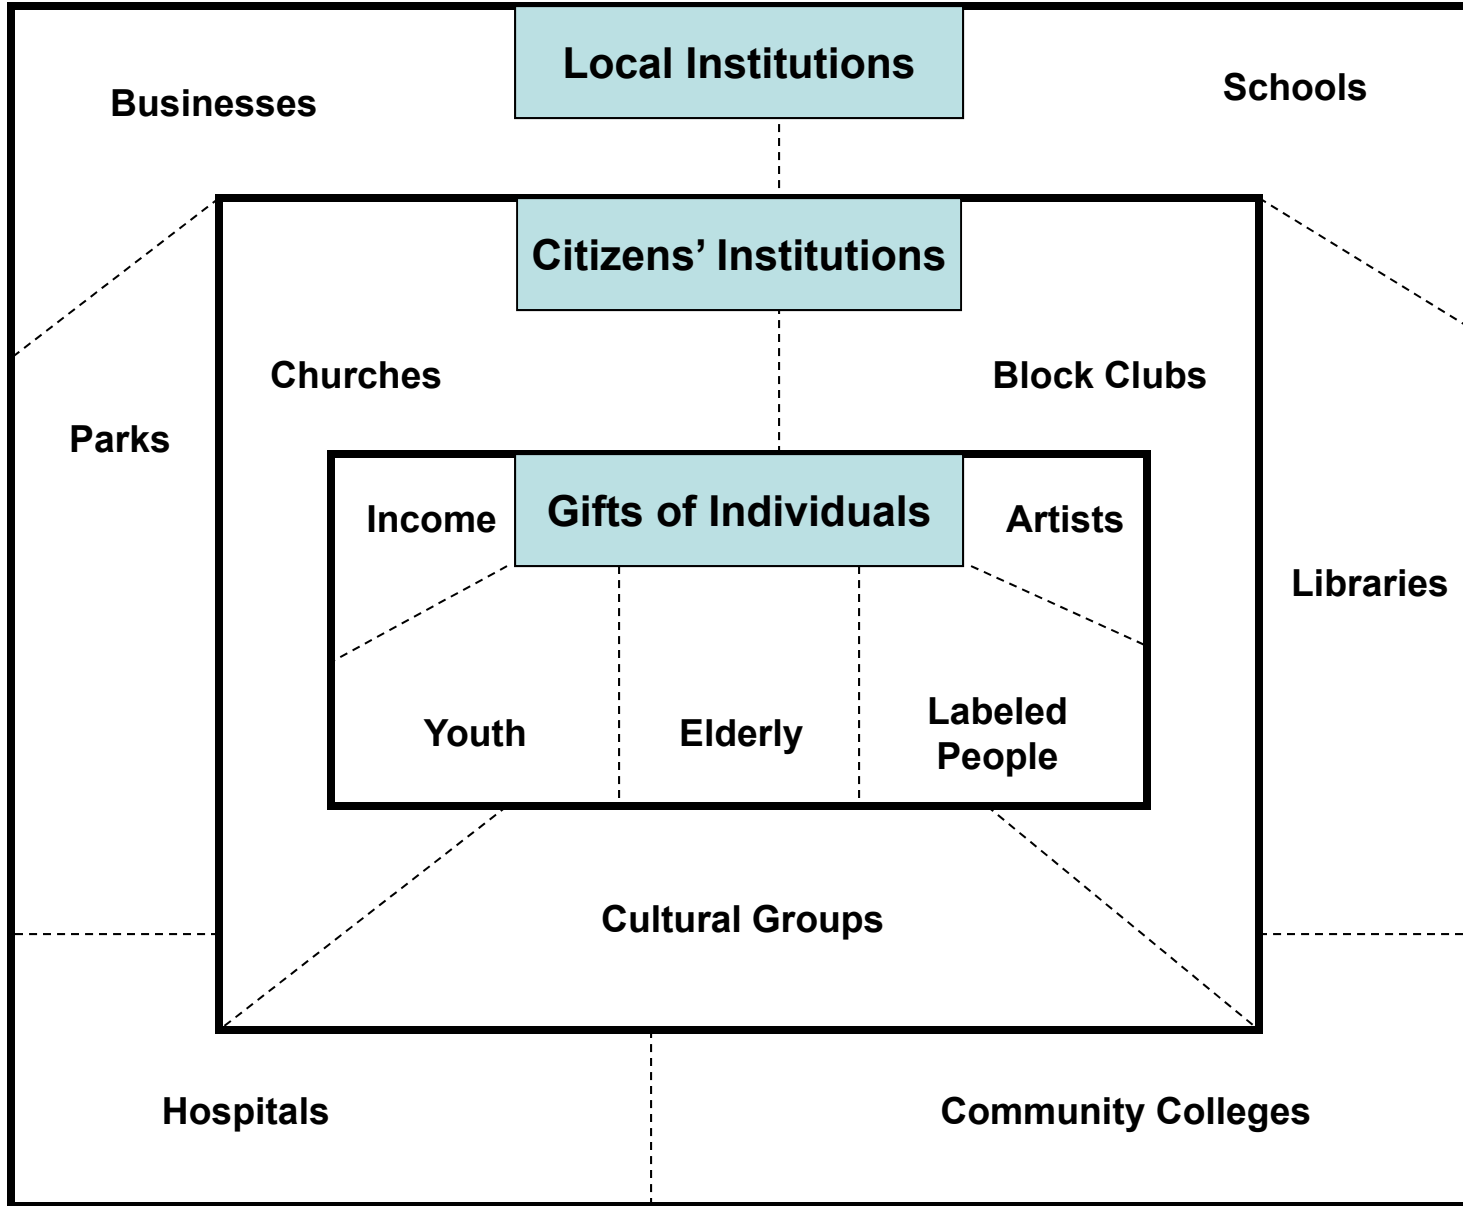 Local Institutions
Businesses
Schools
Citizens’ Institutions
Churches
Block Clubs
Parks
Income
Gifts of Individuals
Artists
Libraries
Youth
Elderly
Labeled
People
Cultural Groups
Hospitals
Community Colleges